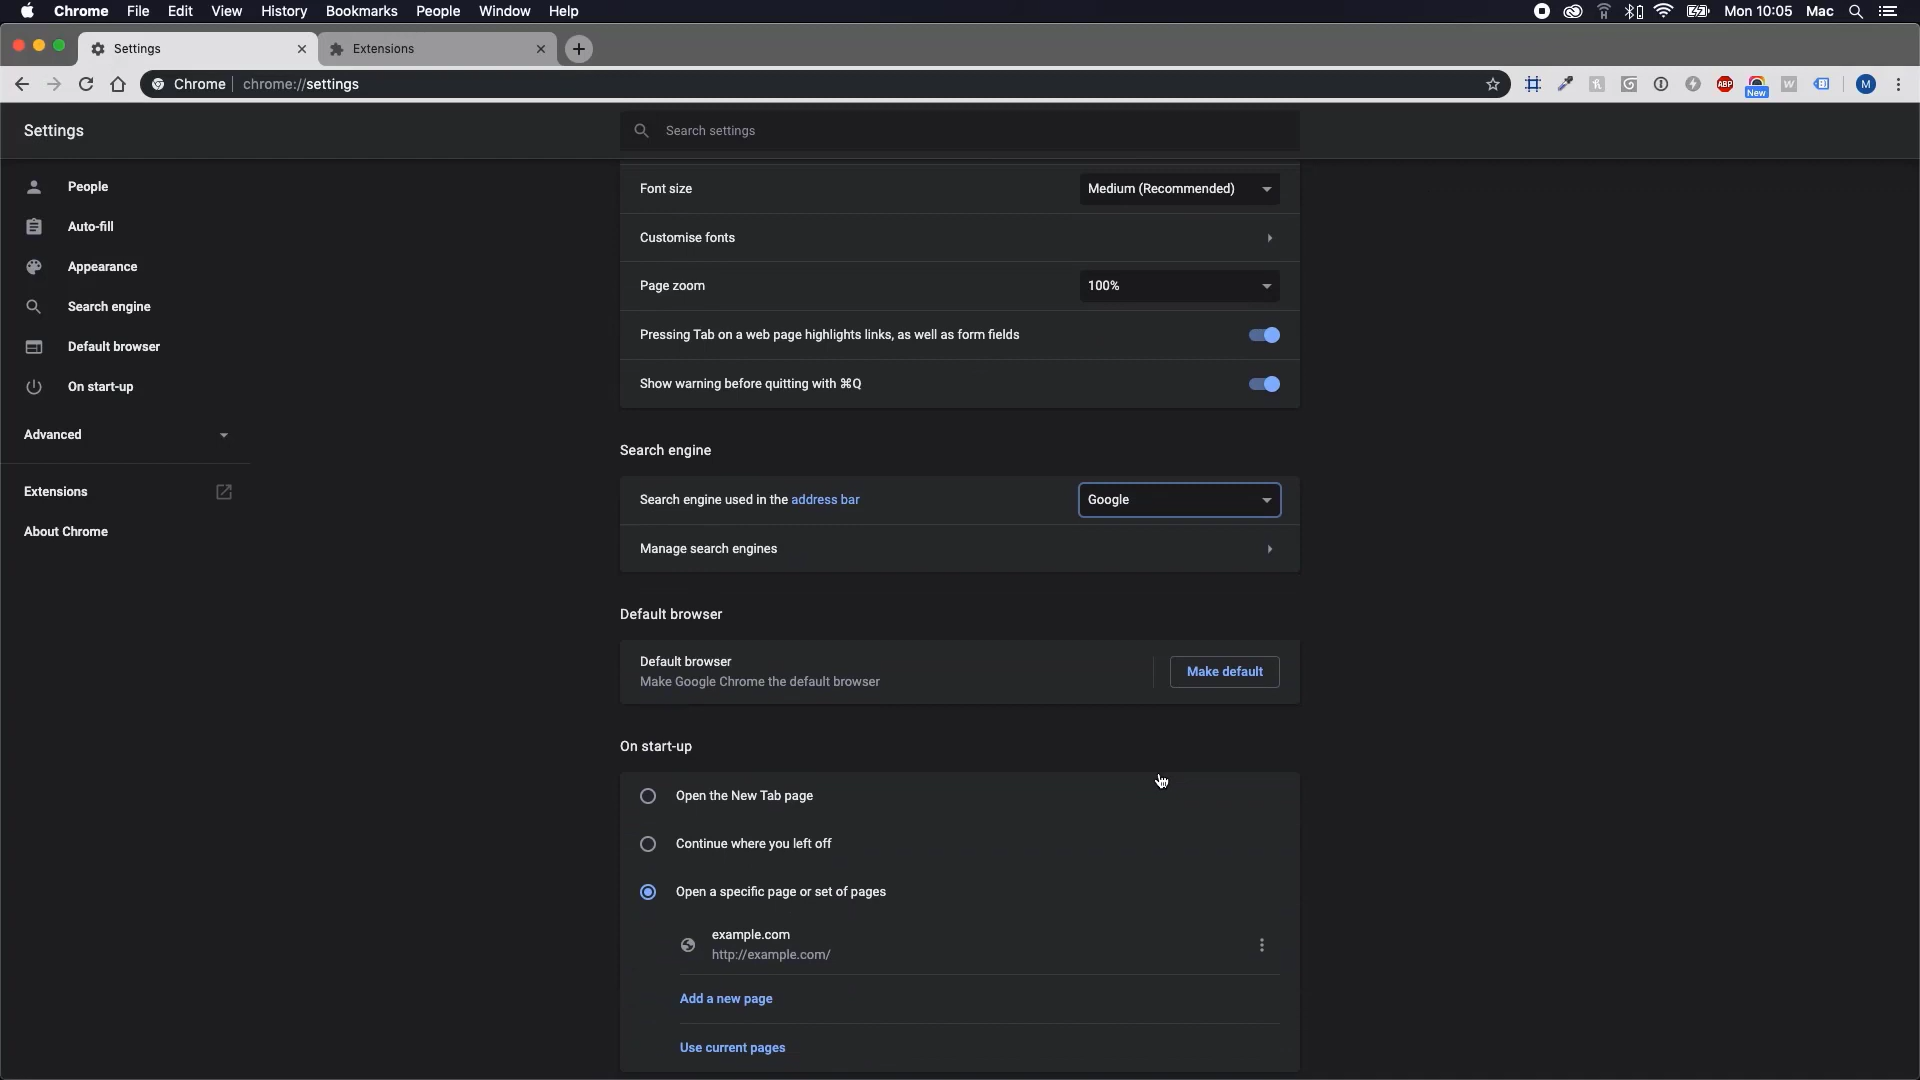 Chrome File Edit View History Bookmarks People Window Help Mon 10:05 Mac
Settings Extensions
Chrome chrome://settings ABP New W M
Settings
Search settings
People
Auto-fill
Appearance
Search engine
Default browser
On start-up
Advanced
Extensions
About Chrome
Font size Medium (Recommended)
Customise fonts
Page zoom 100%
Pressing Tab on a web page highlights links, as well as form fields
Show warning before quitting with ⌘Q
Search engine
Search engine used in the address bar Google
Manage search engines
Default browser
Default browser
Make Google Chrome the default browser
Make default
On start-up
Open the New Tab page
Continue where you left off
Open a specific page or set of pages
example.com
http://example.com/
Add a new page
Use current pages